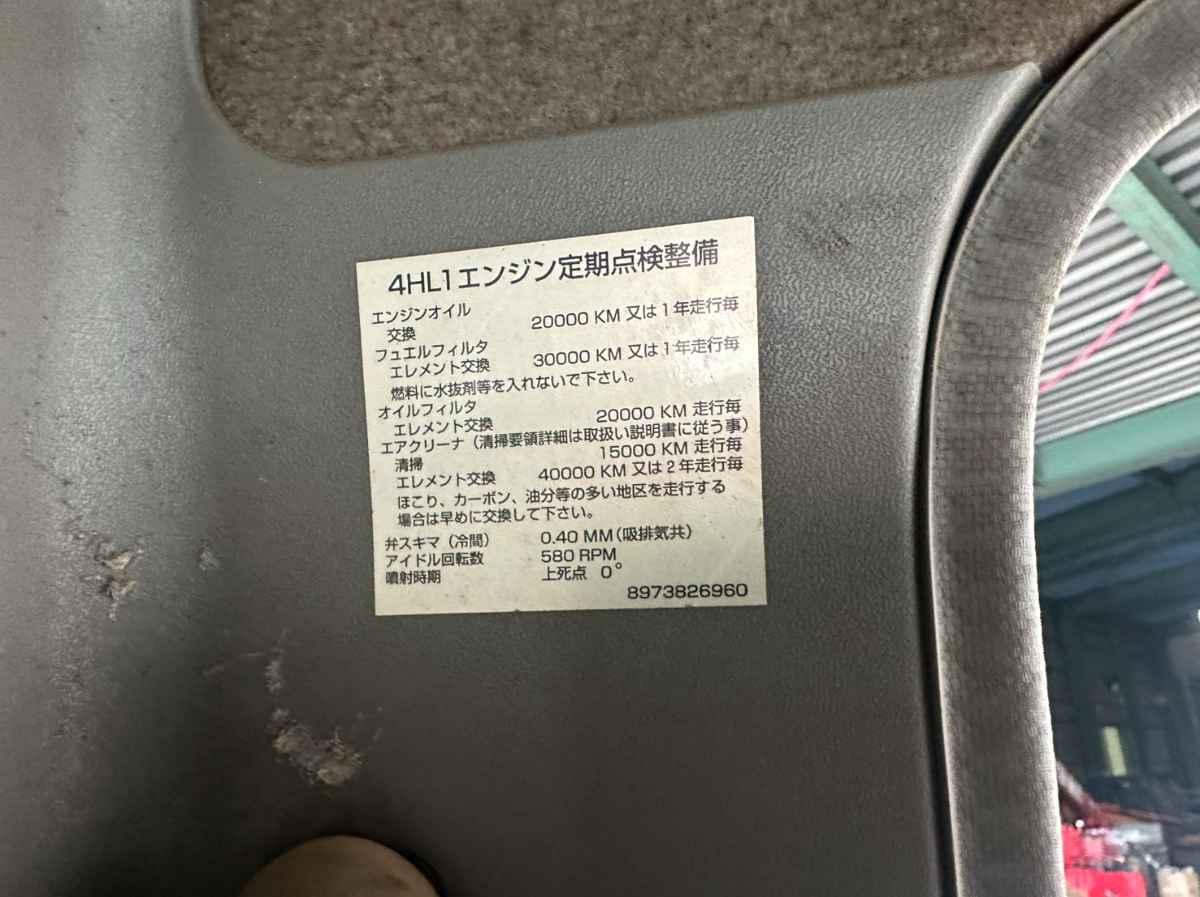 4HL1エンジン定期点検整備
エンジンオイル
交換 20000 KM 又は1年走行毎
フュエルフィルタ
エレメント交換 30000 KM 又は1年走行毎
燃料に水抜剤等を入れないで下さい。
オイルフィルタ
エレメント交換 20000 KM 走行毎
エアクリーナ（清掃要領詳細は取扱い説明書に従う事）
清掃 15000 KM 走行毎
エレメント交換 40000 KM 又は2年走行毎
ほこり、カーボン、油分等の多い地区を走行する
場合は早めに交換して下さい。
弁スキマ（冷間） 0.40 MM（吸排気共）
アイドル回転数 580 RPM
噴射時期 上死点 0°
8973826960